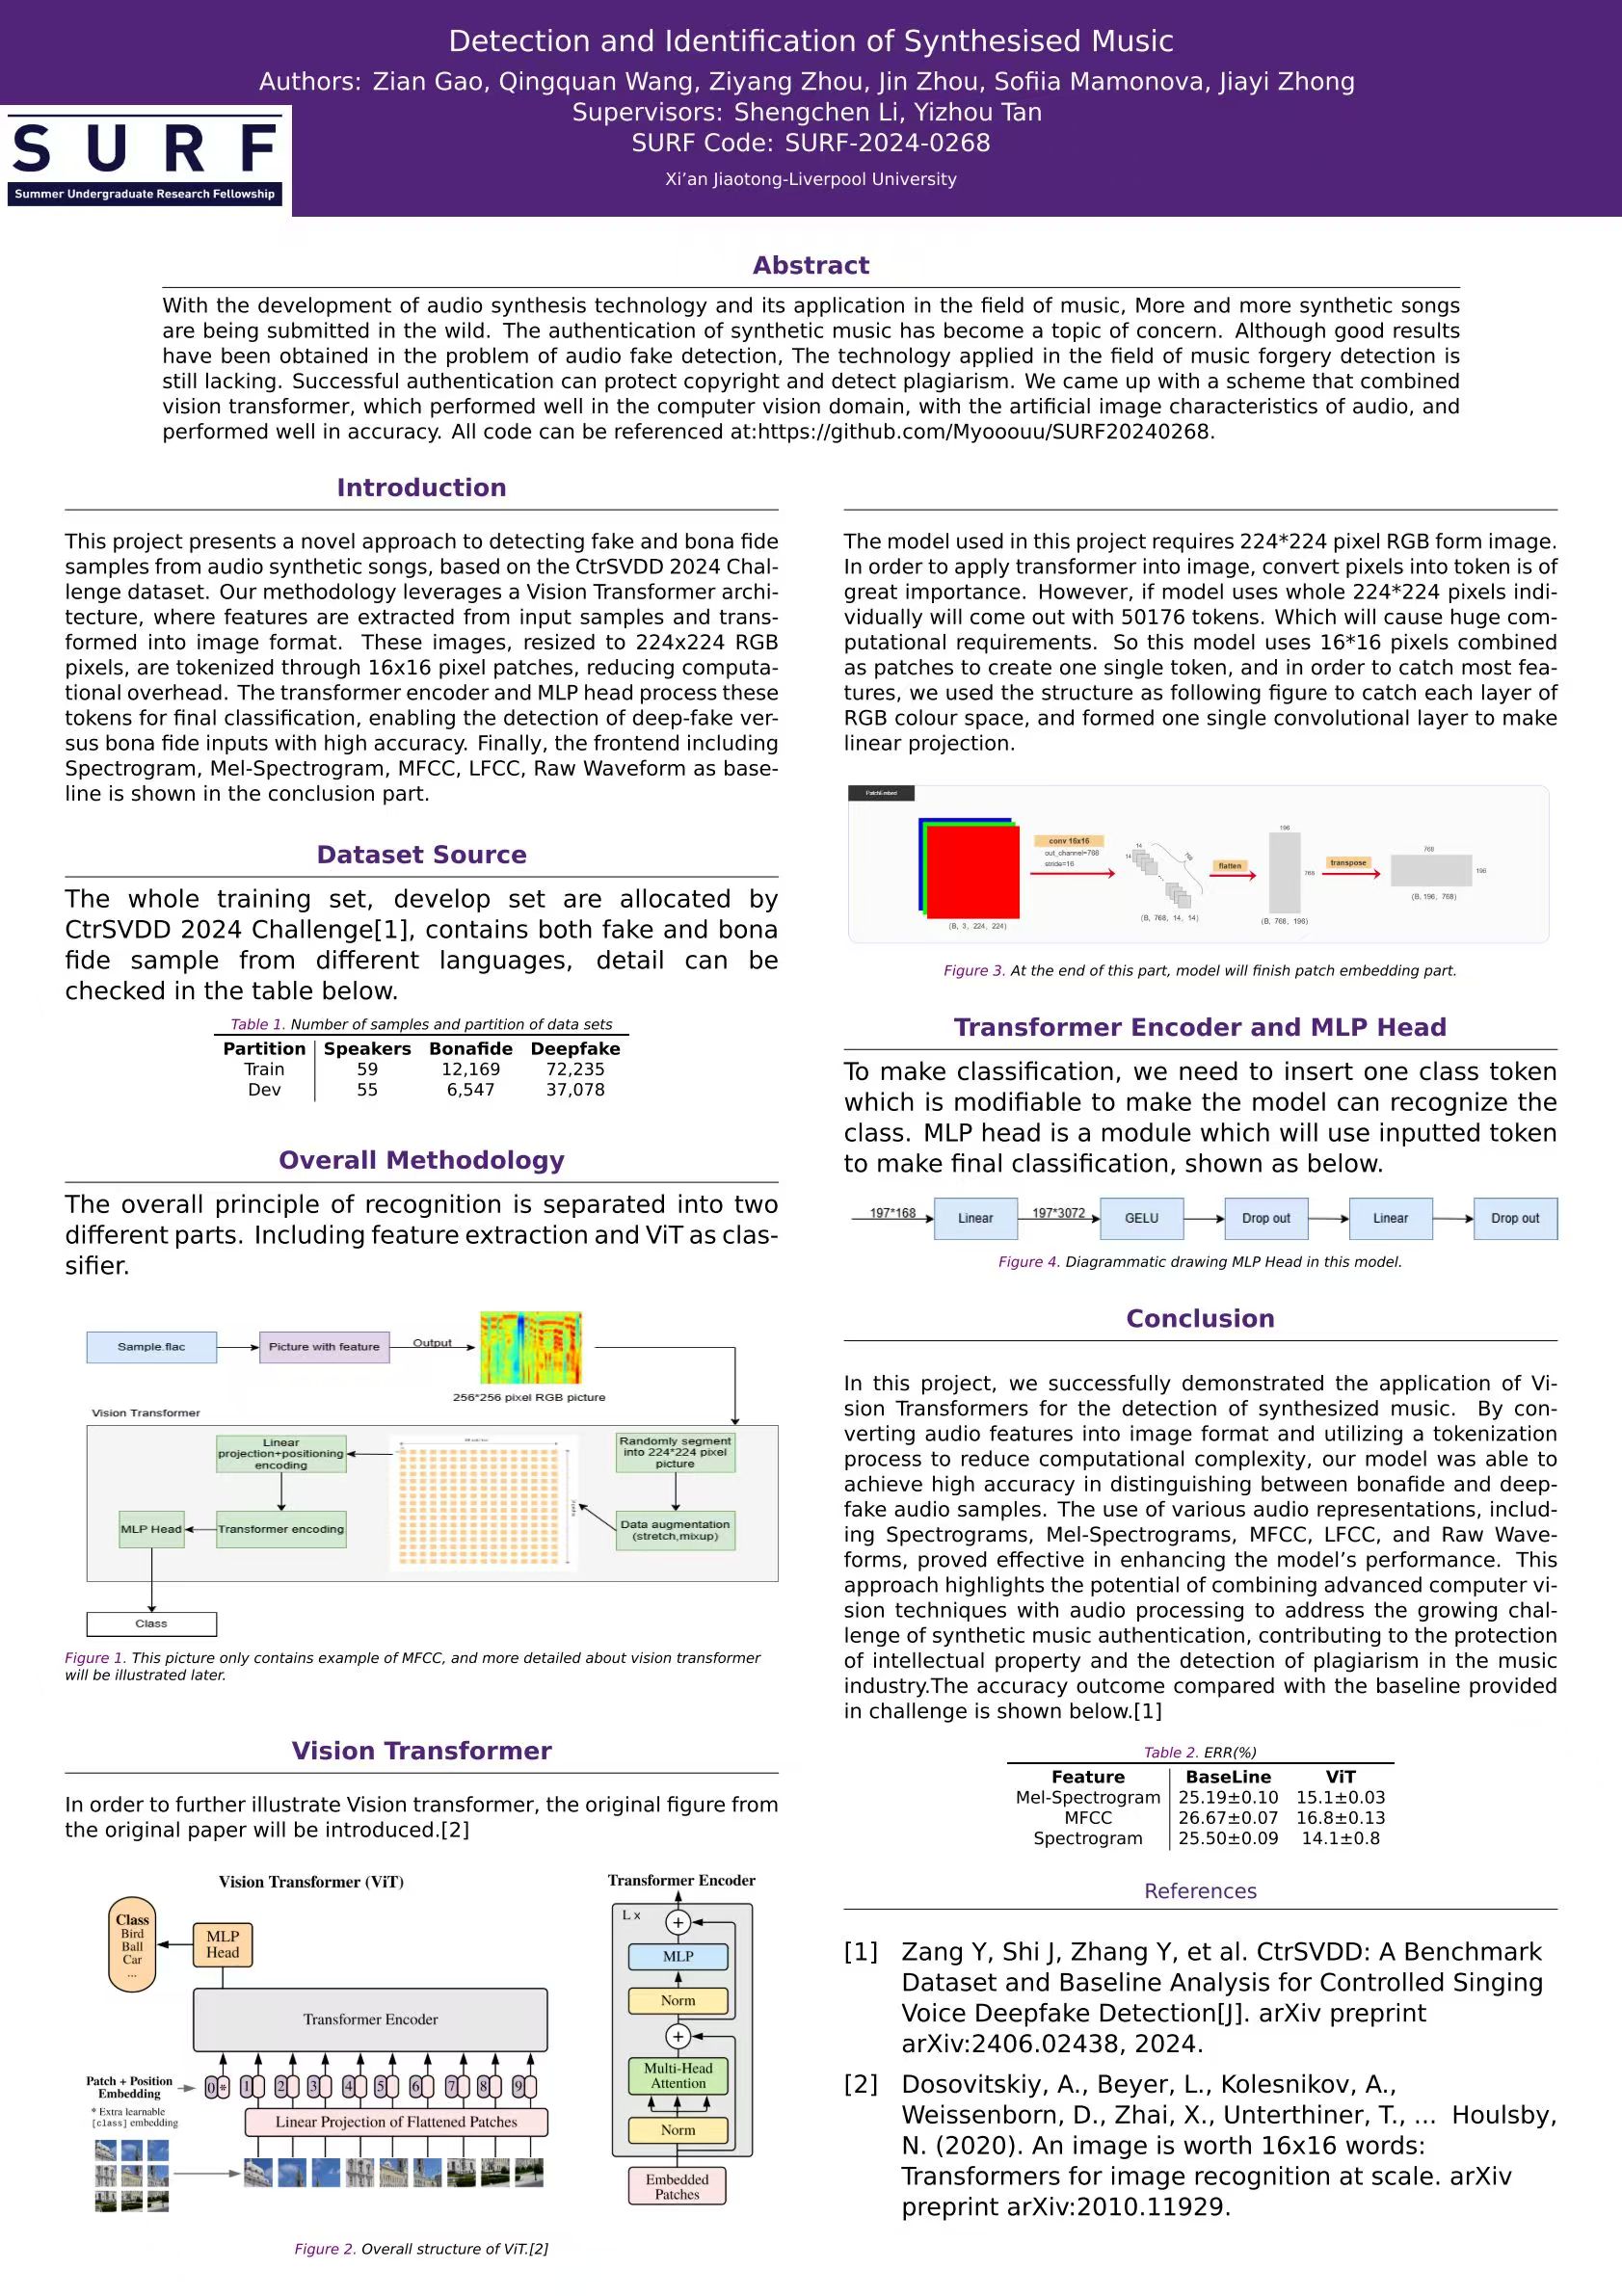 Detection and Identification of Synthesised Music
Authors: Zian Gao, Qingquan Wang, Ziyang Zhou, Jin Zhou, Sofiia Mamonova, Jiayi Zhong
Supervisors: Shengchen Li, Yizhou Tan
SURF Code: SURF-2024-0268
Xi’an Jiaotong-Liverpool University
SURF
Summer Undergraduate Research Fellowship
Abstract
With the development of audio synthesis technology and its application in the field of music, More and more synthetic songs
are being submitted in the wild. The authentication of synthetic music has become a topic of concern. Although good results
have been obtained in the problem of audio fake detection, The technology applied in the field of music forgery detection is
still lacking. Successful authentication can protect copyright and detect plagiarism. We came up with a scheme that combined
vision transformer, which performed well in the computer vision domain, with the artificial image characteristics of audio, and
performed well in accuracy. All code can be referenced at:https://github.com/Myooouu/SURF20240268.
Introduction
This project presents a novel approach to detecting fake and bona fide
samples from audio synthetic songs, based on the CtrSVDD 2024 Chal-
lenge dataset. Our methodology leverages a Vision Transformer archi-
tecture, where features are extracted from input samples and trans-
formed into image format. These images, resized to 224x224 RGB
pixels, are tokenized through 16x16 pixel patches, reducing computa-
tional overhead. The transformer encoder and MLP head process these
tokens for final classification, enabling the detection of deep-fake ver-
sus bona fide inputs with high accuracy. Finally, the frontend including
Spectrogram, Mel-Spectrogram, MFCC, LFCC, Raw Waveform as base-
line is shown in the conclusion part.
Dataset Source
The whole training set, develop set are allocated by
CtrSVDD 2024 Challenge[1], contains both fake and bona
fide sample from different languages, detail can be
checked in the table below.
Table 1. Number of samples and partition of data sets
Partition Speakers Bonafide Deepfake
Train 59 12,169 72,235
Dev 55 6,547 37,078
Overall Methodology
The overall principle of recognition is separated into two
different parts. Including feature extraction and ViT as clas-
sifier.
Sample.flac
Picture with feature
Output
256*256 pixel RGB picture
Vision Transformer
Linear
projection+positioning
encoding
Randomly segment
into 224*224 pixel
picture
MLP Head
Transformer encoding
Data augmentation
(stretch,mixup)
Class
Figure 1. This picture only contains example of MFCC, and more detailed about vision transformer
will be illustrated later.
Vision Transformer
In order to further illustrate Vision transformer, the original figure from
the original paper will be introduced.[2]
Vision Transformer (ViT)
Class
Bird
Ball
Car
...
MLP
Head
Transformer Encoder
Patch + Position
Embedding
0 * 1 2 3 4 5 6 7 8 9
* Extra learnable
[class] embedding
Linear Projection of Flattened Patches
Transformer Encoder
L x
+
MLP
Norm
+
Multi-Head
Attention
Norm
Embedded
Patches
Figure 2. Overall structure of ViT.[2]
The model used in this project requires 224*224 pixel RGB form image.
In order to apply transformer into image, convert pixels into token is of
great importance. However, if model uses whole 224*224 pixels indi-
vidually will come out with 50176 tokens. Which will cause huge com-
putational requirements. So this model uses 16*16 pixels combined
as patches to create one single token, and in order to catch most fea-
tures, we used the structure as following figure to catch each layer of
RGB colour space, and formed one single convolutional layer to make
linear projection.
PatchEmbed
conv 16x16
out_channel=768
stride=16
(B, 3, 224, 224)
14
14
768
(B, 768, 14, 14)
flatten
196
768
(B, 768, 196)
transpose
768
196
(B, 196, 768)
Figure 3. At the end of this part, model will finish patch embedding part.
Transformer Encoder and MLP Head
To make classification, we need to insert one class token
which is modifiable to make the model can recognize the
class. MLP head is a module which will use inputted token
to make final classification, shown as below.
197*168 Linear 197*3072 GELU Drop out Linear Drop out
Figure 4. Diagrammatic drawing MLP Head in this model.
Conclusion
In this project, we successfully demonstrated the application of Vi-
sion Transformers for the detection of synthesized music. By con-
verting audio features into image format and utilizing a tokenization
process to reduce computational complexity, our model was able to
achieve high accuracy in distinguishing between bonafide and deep-
fake audio samples. The use of various audio representations, includ-
ing Spectrograms, Mel-Spectrograms, MFCC, LFCC, and Raw Wave-
forms, proved effective in enhancing the model’s performance. This
approach highlights the potential of combining advanced computer vi-
sion techniques with audio processing to address the growing chal-
lenge of synthetic music authentication, contributing to the protection
of intellectual property and the detection of plagiarism in the music
industry.The accuracy outcome compared with the baseline provided
in challenge is shown below.[1]
Table 2. ERR(%)
Feature BaseLine ViT
Mel-Spectrogram 25.19±0.10 15.1±0.03
MFCC 26.67±0.07 16.8±0.13
Spectrogram 25.50±0.09 14.1±0.8
References
[1] Zang Y, Shi J, Zhang Y, et al. CtrSVDD: A Benchmark
Dataset and Baseline Analysis for Controlled Singing
Voice Deepfake Detection[J]. arXiv preprint
arXiv:2406.02438, 2024.
[2] Dosovitskiy, A., Beyer, L., Kolesnikov, A.,
Weissenborn, D., Zhai, X., Unterthiner, T., ... Houlsby,
N. (2020). An image is worth 16x16 words:
Transformers for image recognition at scale. arXiv
preprint arXiv:2010.11929.